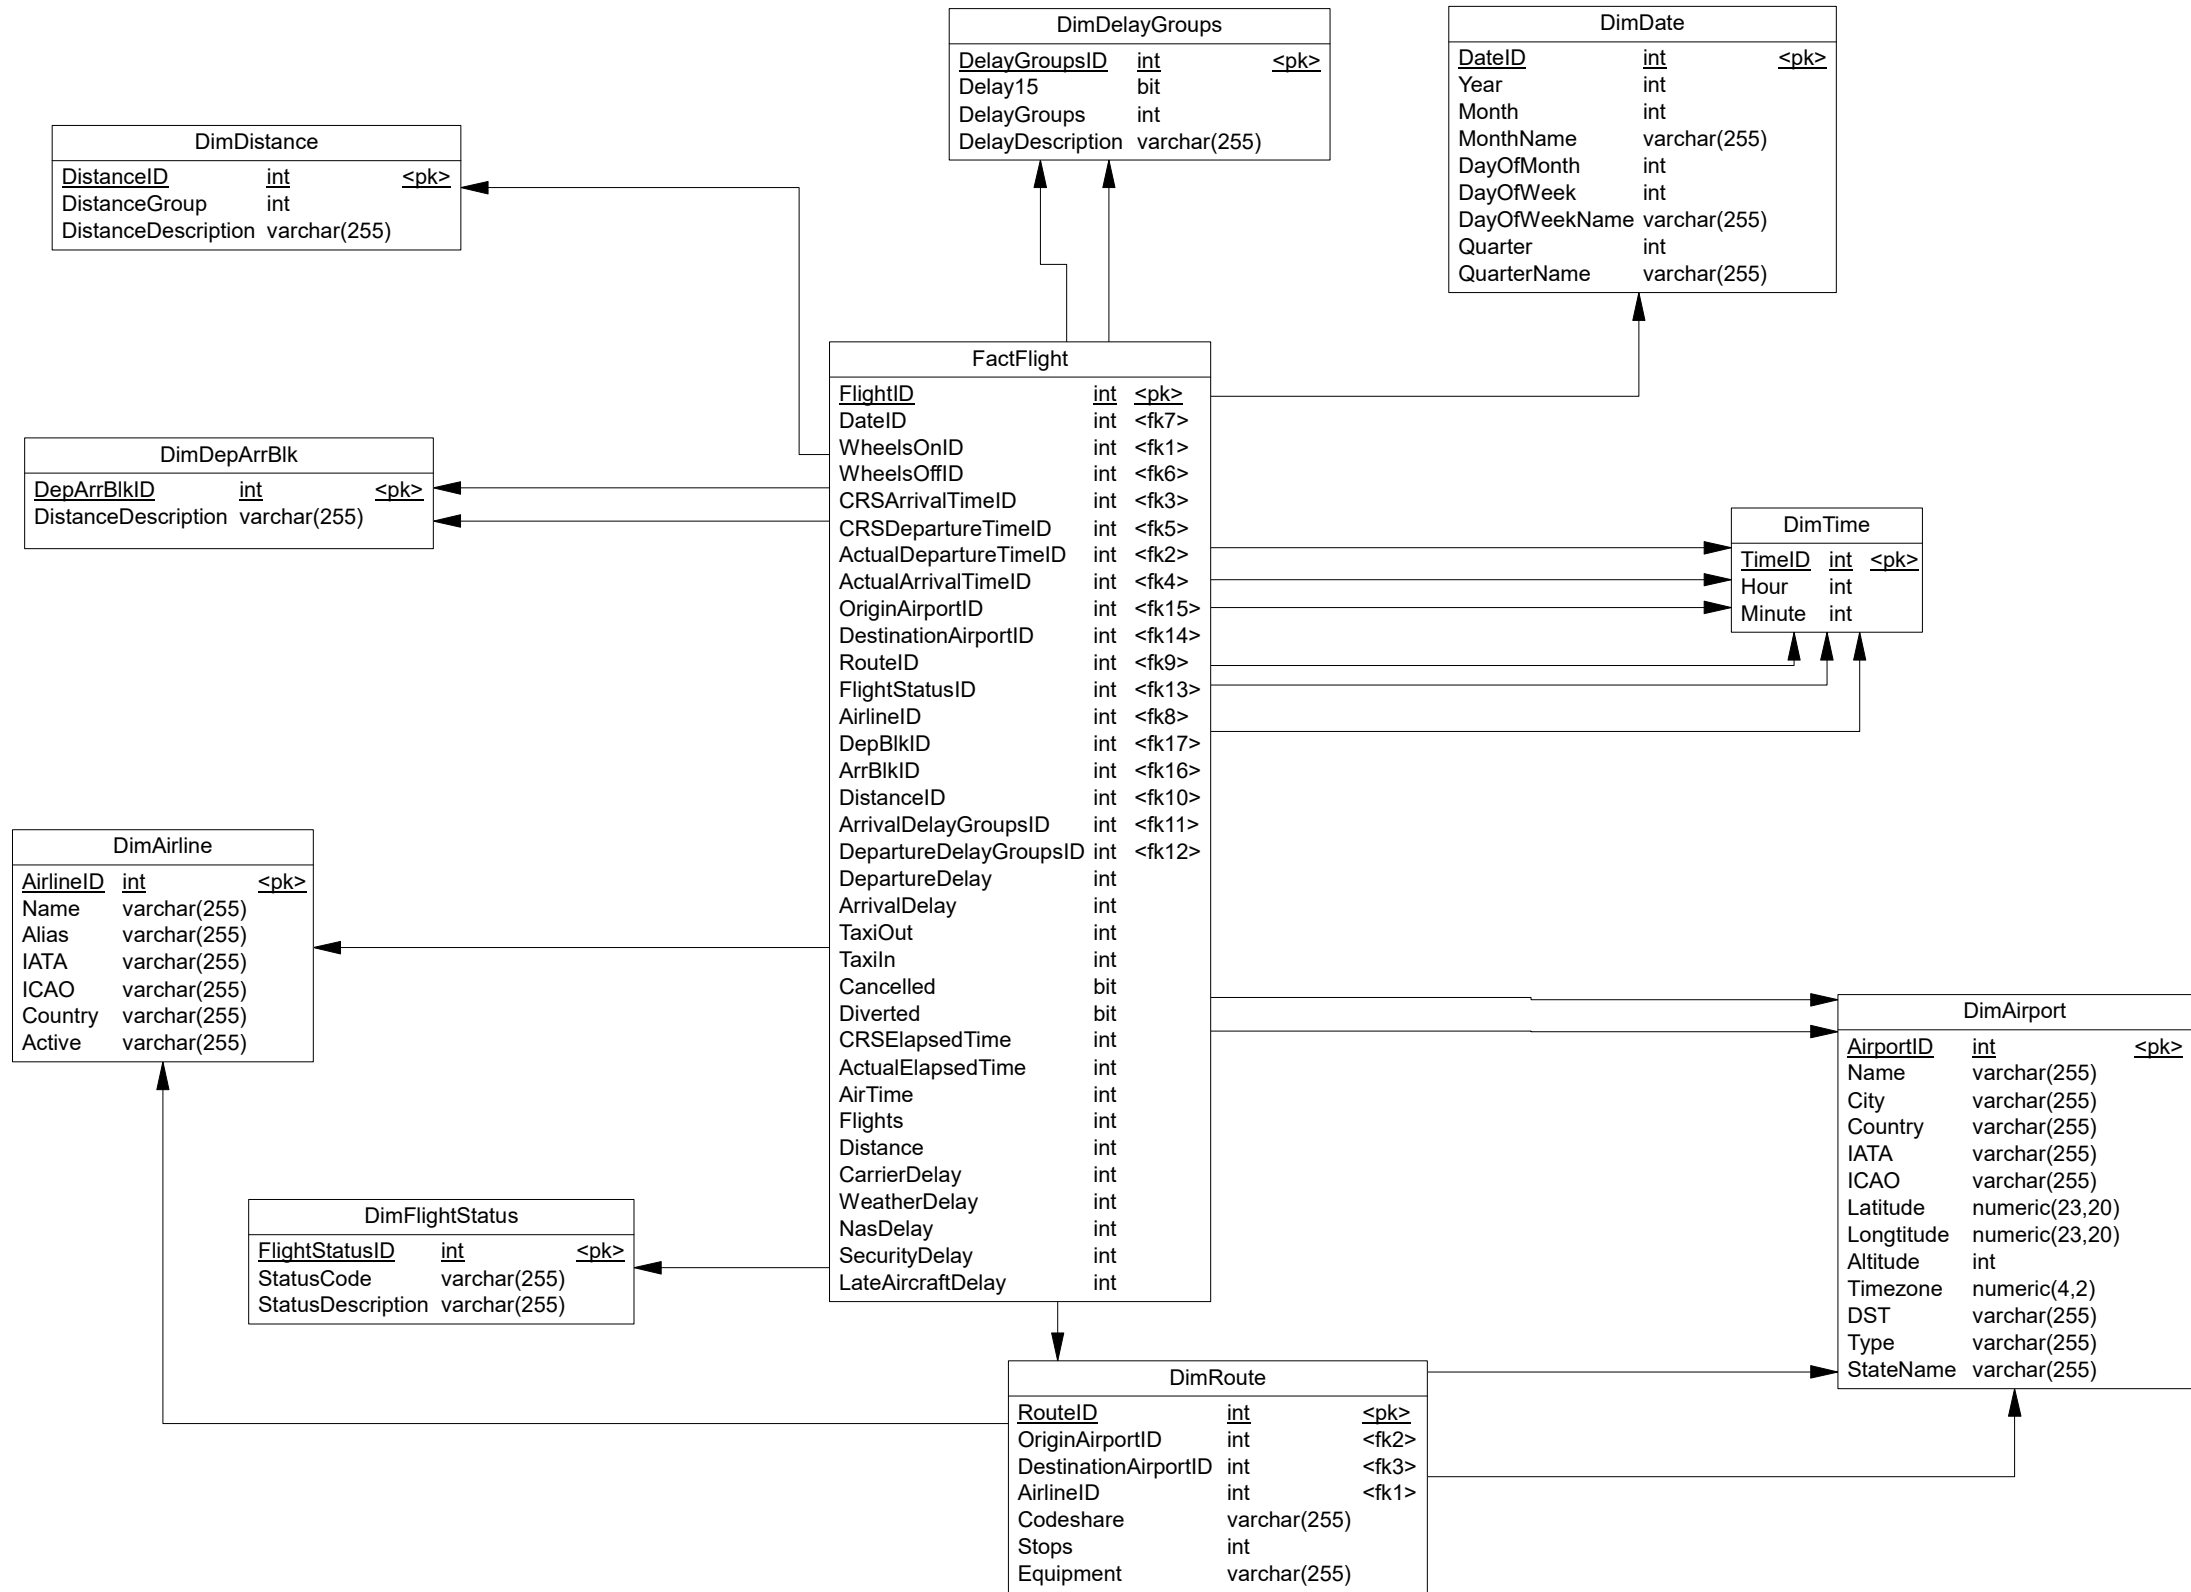 DimDelayGroups
DelayGroupsID int <pk>
Delay15 bit
DelayGroups int
DelayDescription varchar(255)
DimDate
DateID int <pk>
Year int
Month int
MonthName varchar(255)
DayOfMonth int
DayOfWeek int
DayOfWeekName varchar(255)
Quarter int
QuarterName varchar(255)
DimDistance
DistanceID int <pk>
DistanceGroup int
DistanceDescription varchar(255)
FactFlight
FlightID int <pk>
DateID int <fk7>
WheelsOnID int <fk1>
WheelsOffID int <fk6>
CRSArrivalTimeID int <fk3>
CRSDepartureTimeID int <fk5>
ActualDepartureTimeID int <fk2>
ActualArrivalTimeID int <fk4>
OriginAirportID int <fk15>
DestinationAirportID int <fk14>
RouteID int <fk9>
FlightStatusID int <fk13>
AirlineID int <fk8>
DepBlkID int <fk17>
ArrBlkID int <fk16>
DistanceID int <fk10>
ArrivalDelayGroupsID int <fk11>
DepartureDelayGroupsID int <fk12>
DepartureDelay int
ArrivalDelay int
TaxiOut int
TaxiIn int
Cancelled bit
Diverted bit
CRSElapsedTime int
ActualElapsedTime int
AirTime int
Flights int
Distance int
CarrierDelay int
WeatherDelay int
NasDelay int
SecurityDelay int
LateAircraftDelay int
DimDepArrBlk
DepArrBlkID int <pk>
DistanceDescription varchar(255)
DimTime
TimeID int <pk>
Hour int
Minute int
DimAirline
AirlineID int <pk>
Name varchar(255)
Alias varchar(255)
IATA varchar(255)
ICAO varchar(255)
Country varchar(255)
Active varchar(255)
DimAirport
AirportID int <pk>
Name varchar(255)
City varchar(255)
Country varchar(255)
IATA varchar(255)
ICAO varchar(255)
Latitude numeric(23,20)
Longtitude numeric(23,20)
Altitude int
Timezone numeric(4,2)
DST varchar(255)
Type varchar(255)
StateName varchar(255)
DimFlightStatus
FlightStatusID int <pk>
StatusCode varchar(255)
StatusDescription varchar(255)
DimRoute
RouteID int <pk>
OriginAirportID int <fk2>
DestinationAirportID int <fk3>
AirlineID int <fk1>
Codeshare varchar(255)
Stops int
Equipment varchar(255)